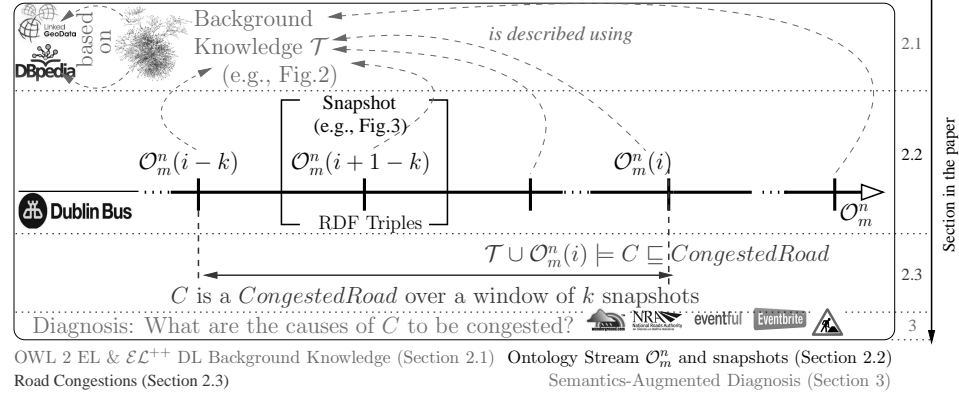 Linked
GeoData
DBpedia
based
on
Background
Knowledge 𝒯
(e.g., Fig.2)
is described using
2.1
Snapshot
(e.g., Fig.3)
𝒪ₘⁿ(i − k)
𝒪ₘⁿ(i + 1 − k)
𝒪ₘⁿ(i)
2.2
Dublin Bus
RDF Triples
𝒪ₘⁿ
𝒯 ∪ 𝒪ₘⁿ(i) ⊨ C ⊑ CongestedRoad
2.3
C is a CongestedRoad over a window of k snapshots
Diagnosis: What are the causes of C to be congested?
NRA
National Roads Authority
eventful
Eventbrite
3
Section in the paper
OWL 2 EL & ℰℒ⁺⁺ DL Background Knowledge (Section 2.1) Ontology Stream 𝒪ₘⁿ and snapshots (Section 2.2)
Road Congestions (Section 2.3) Semantics-Augmented Diagnosis (Section 3)